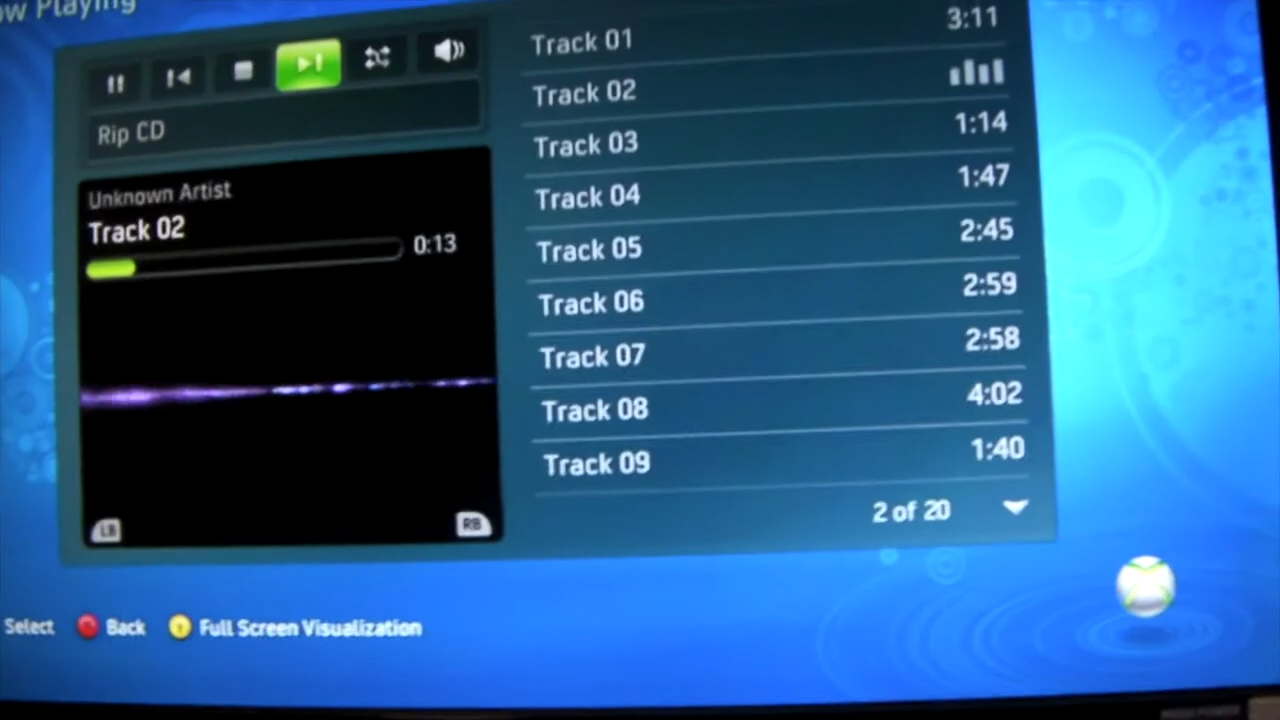 ow Playing
Rip CD
Unknown Artist
Track 02
0:13
LB
RB
Track 01 3:11
Track 02
Track 03 1:14
Track 04 1:47
Track 05 2:45
Track 06 2:59
Track 07 2:58
Track 08 4:02
Track 09 1:40
2 of 20
Select Back Y Full Screen Visualization